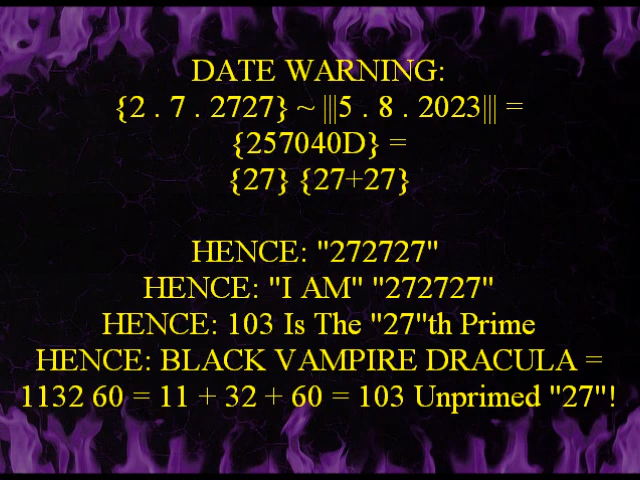 DATE WARNING:
{2 . 7 . 2727} ~ |||5 . 8 . 2023||| =
{257040D} =
{27} {27+27}
HENCE: "272727"
HENCE: "I AM" "272727"
HENCE: 103 Is The "27"th Prime
HENCE: BLACK VAMPIRE DRACULA =
1132 60 = 11 + 32 + 60 = 103 Unprimed "27"!